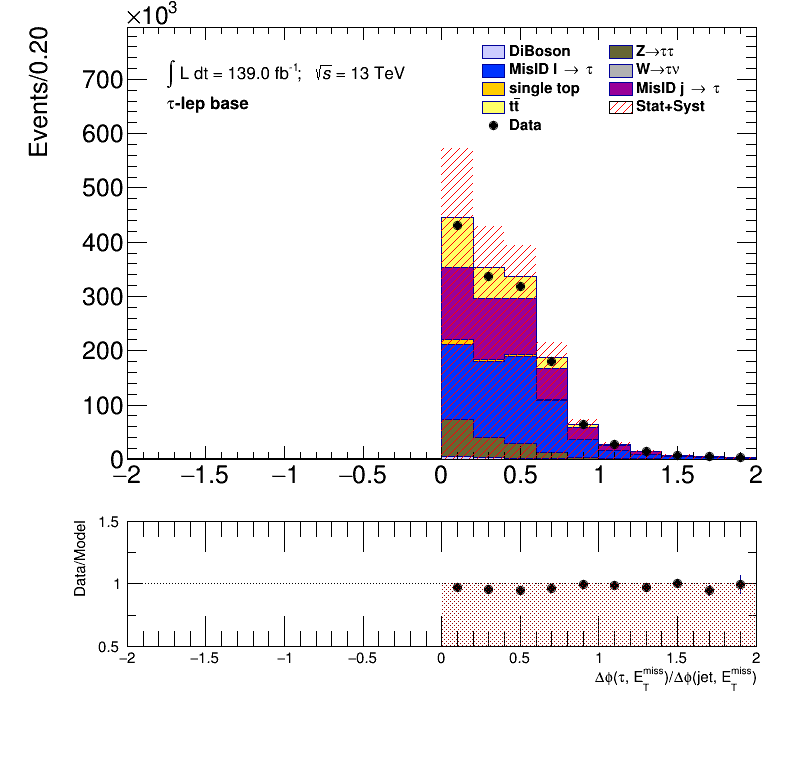 ×10³
Events/0.20
∫ L dt = 139.0 fb⁻¹; √s = 13 TeV
τ-lep base
DiBoson
Z→ττ
MisID l → τ
W→τν
single top
MisID j → τ
tt̄
Stat+Syst
Data
700
600
500
400
300
200
100
0
−2 −1.5 −1 −0.5 0 0.5 1 1.5 2
Data/Model
1.5
1
0.5
−2 −1.5 −1 −0.5 0 0.5 1 1.5 2
Δϕ(τ, E_T^miss)/Δϕ(jet, E_T^miss)